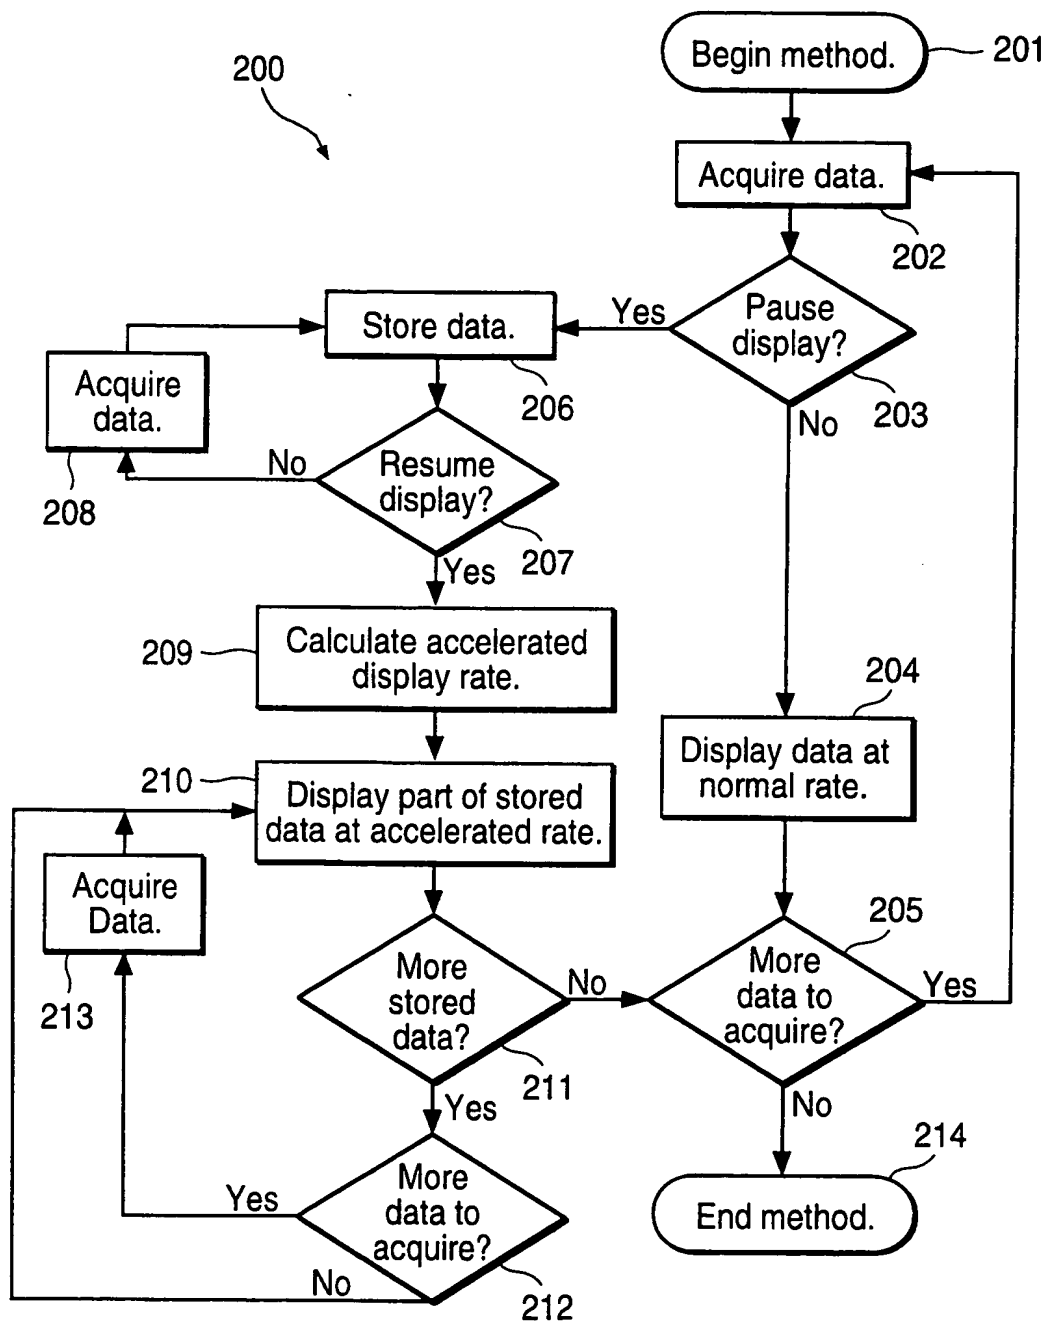 200
Begin method.
201
Acquire data.
202
Pause
display?
203
Yes
No
Store data.
206
Acquire
data.
208
Resume
display?
207
No
Yes
Calculate accelerated
display rate.
209
204
Display data at
normal rate.
210
Display part of stored
data at accelerated rate.
Acquire
Data.
213
More
stored
data?
211
No
Yes
205
More
data to
acquire?
Yes
No
More
data to
acquire?
212
Yes
No
214
End method.